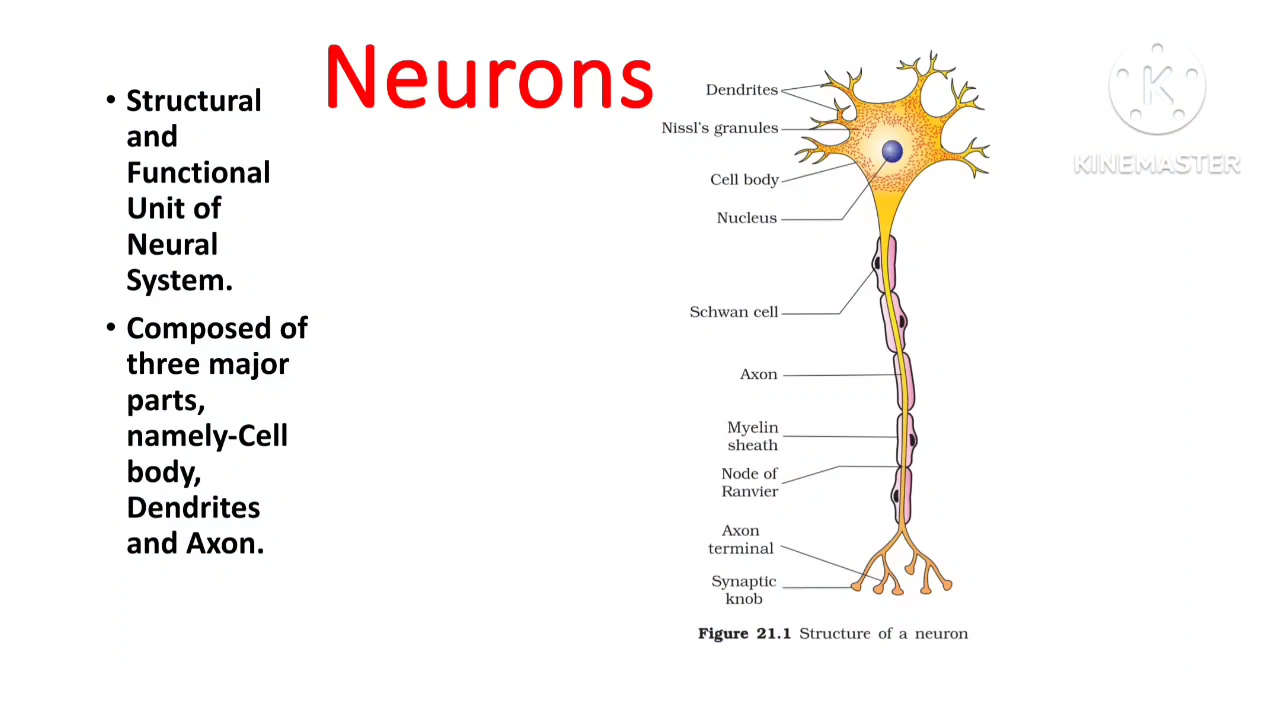 Neurons
• Structural
and
Functional
Unit of
Neural
System.
• Composed of
three major
parts,
namely-Cell
body,
Dendrites
and Axon.
Dendrites
Nissl's granules
Cell body
Nucleus
Schwan cell
Axon
Myelin
sheath
Node of
Ranvier
Axon
terminal
Synaptic
knob
Figure 21.1 Structure of a neuron
K
KINEMASTER